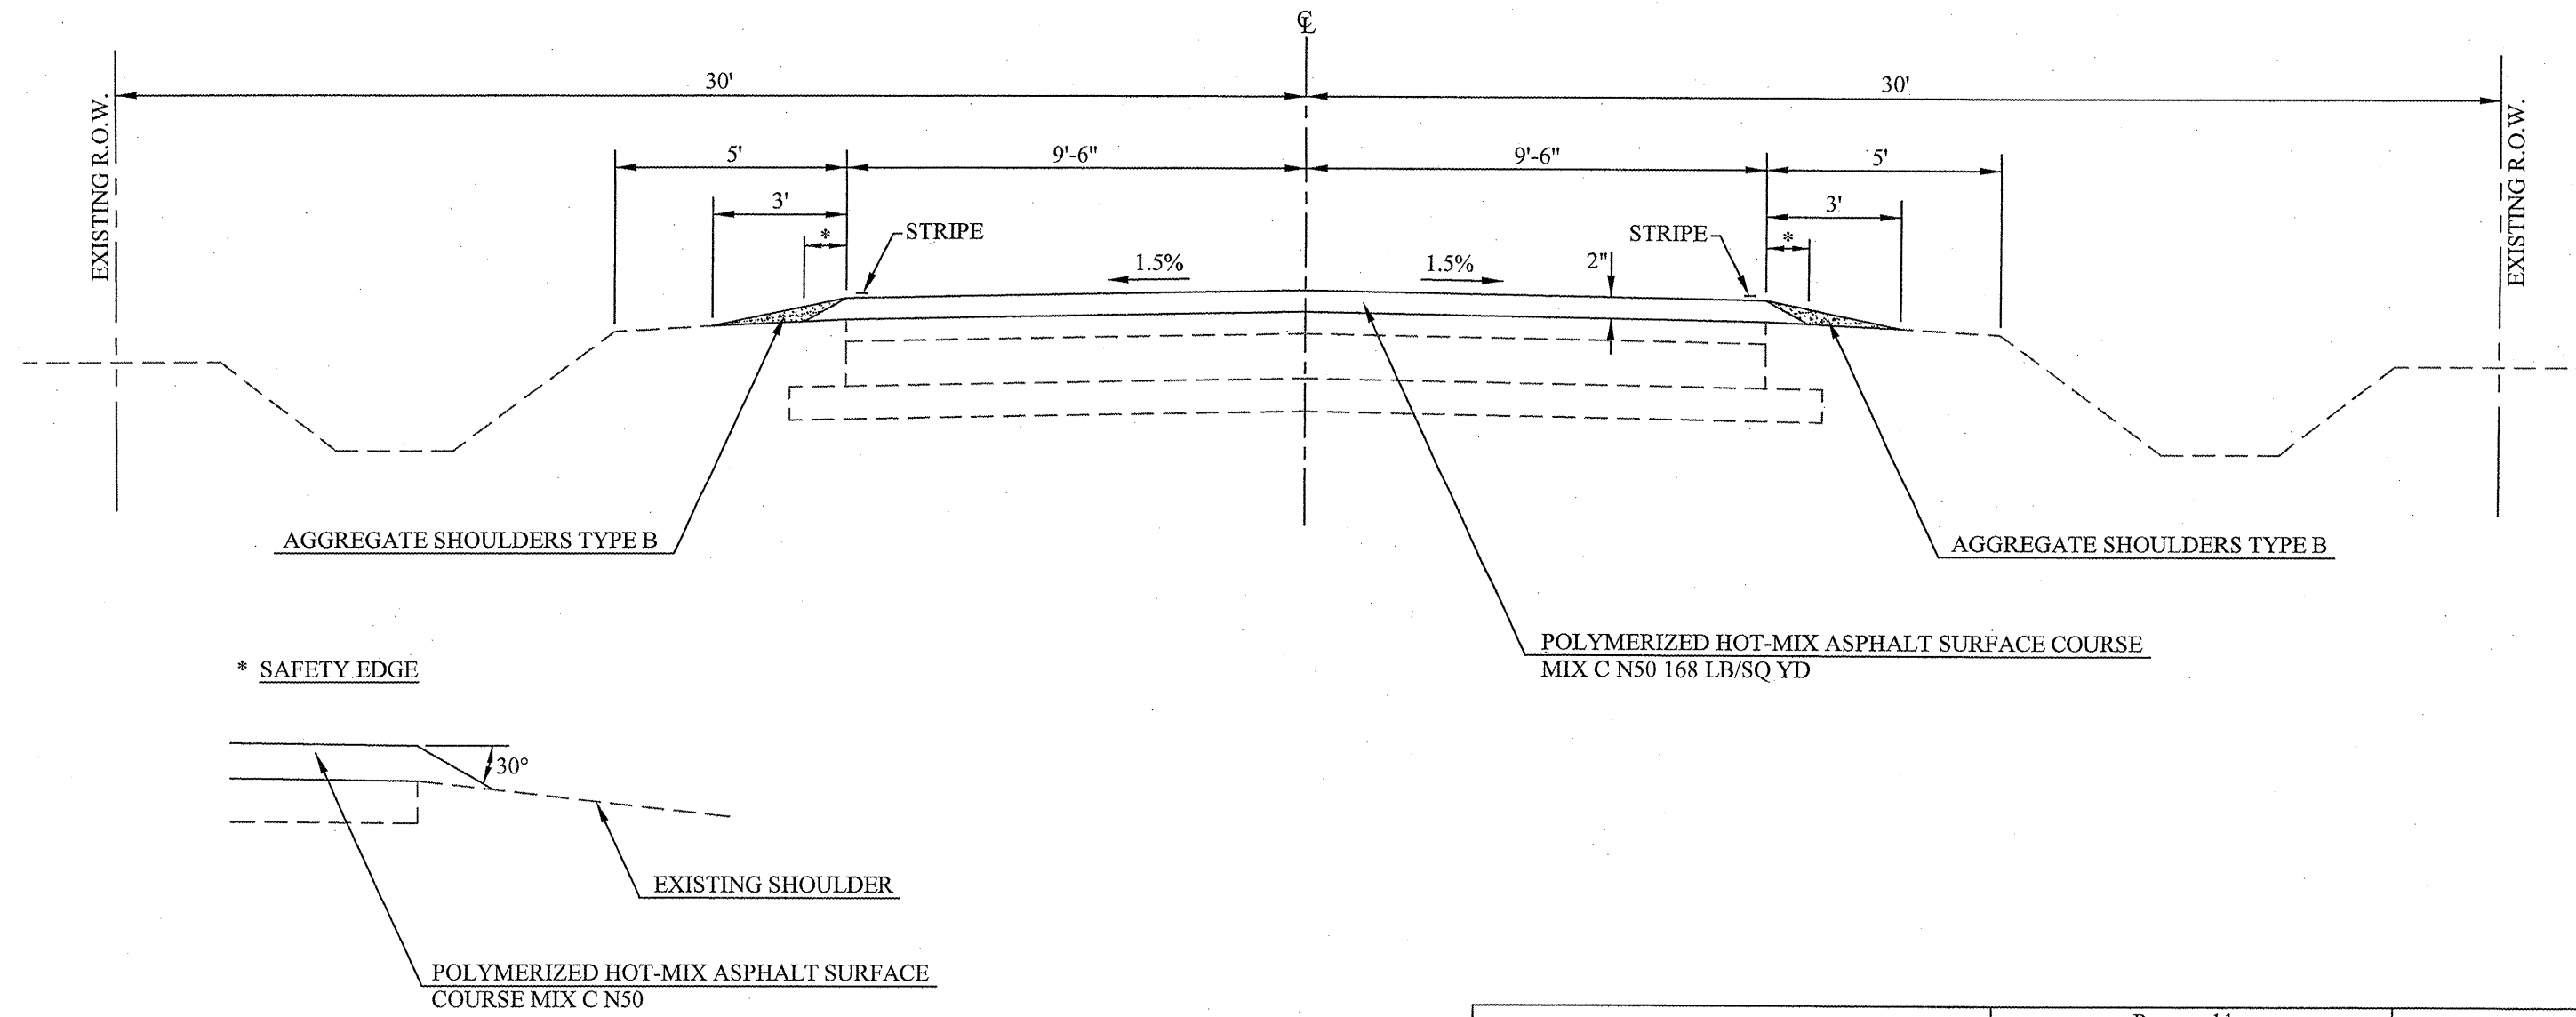 ℄
30' 30'
EXISTING R.O.W.
EXISTING R.O.W.
5' 9'-6" 9'-6" 5'
3' 3'
* STRIPE STRIPE *
1.5% 1.5% 2"
AGGREGATE SHOULDERS TYPE B
AGGREGATE SHOULDERS TYPE B
POLYMERIZED HOT-MIX ASPHALT SURFACE COURSE
MIX C N50 168 LB/SQ YD
* SAFETY EDGE
30°
EXISTING SHOULDER
POLYMERIZED HOT-MIX ASPHALT SURFACE
COURSE MIX C N50